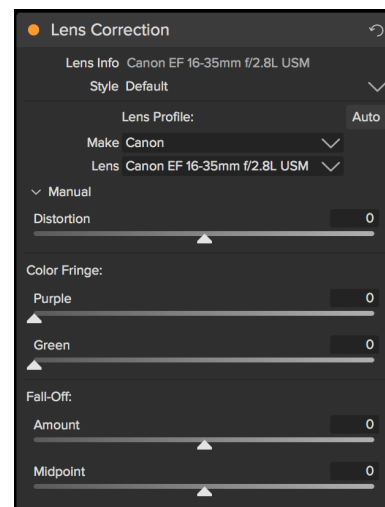 Lens Correction
Lens Info Canon EF 16-35mm f/2.8L USM
Style Default
Lens Profile: Auto
Make Canon
Lens Canon EF 16-35mm f/2.8L USM
Manual
Distortion 0
Color Fringe:
Purple 0
Green 0
Fall-Off:
Amount 0
Midpoint 0